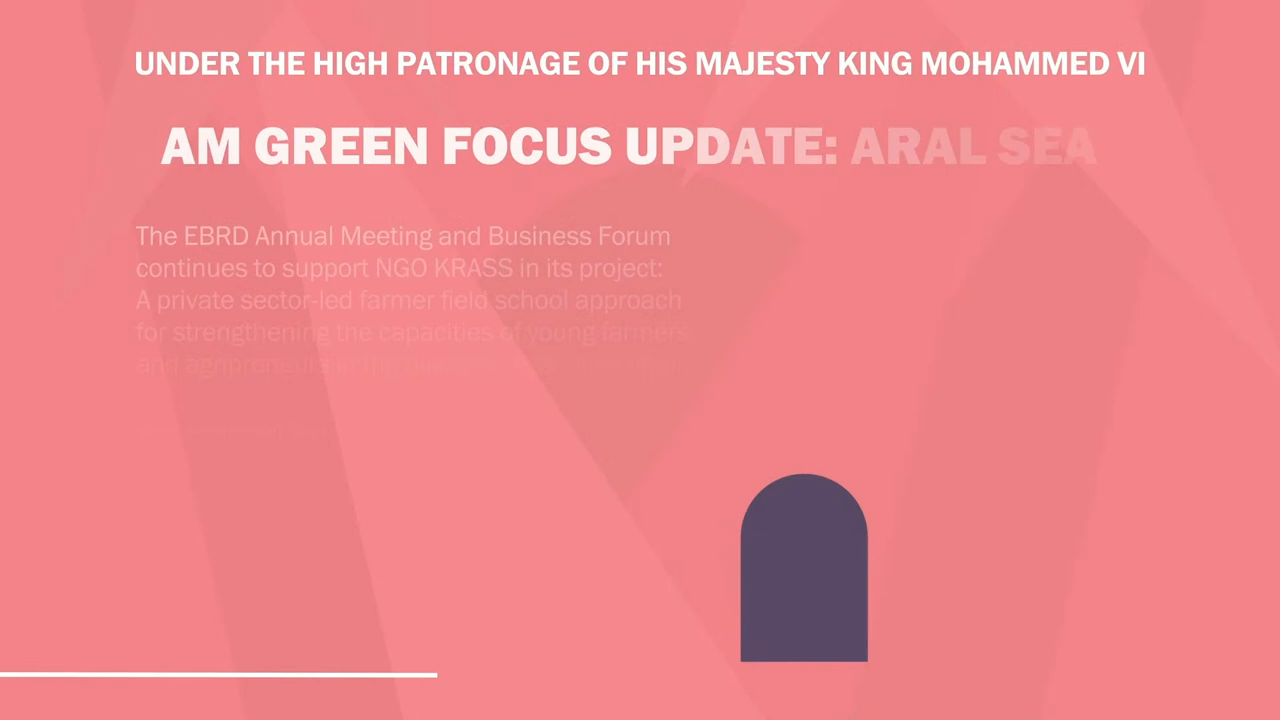 UNDER THE HIGH PATRONAGE OF HIS MAJESTY KING MOHAMMED VI
AM GREEN FOCUS UPDATE: ARAL SEA
The EBRD Annual Meeting and Business Forum
continues to support NGO KRASS in its project:
A private sector-led farmer field school approach
for strengthening the capacities of young farmers
and agripreneurs